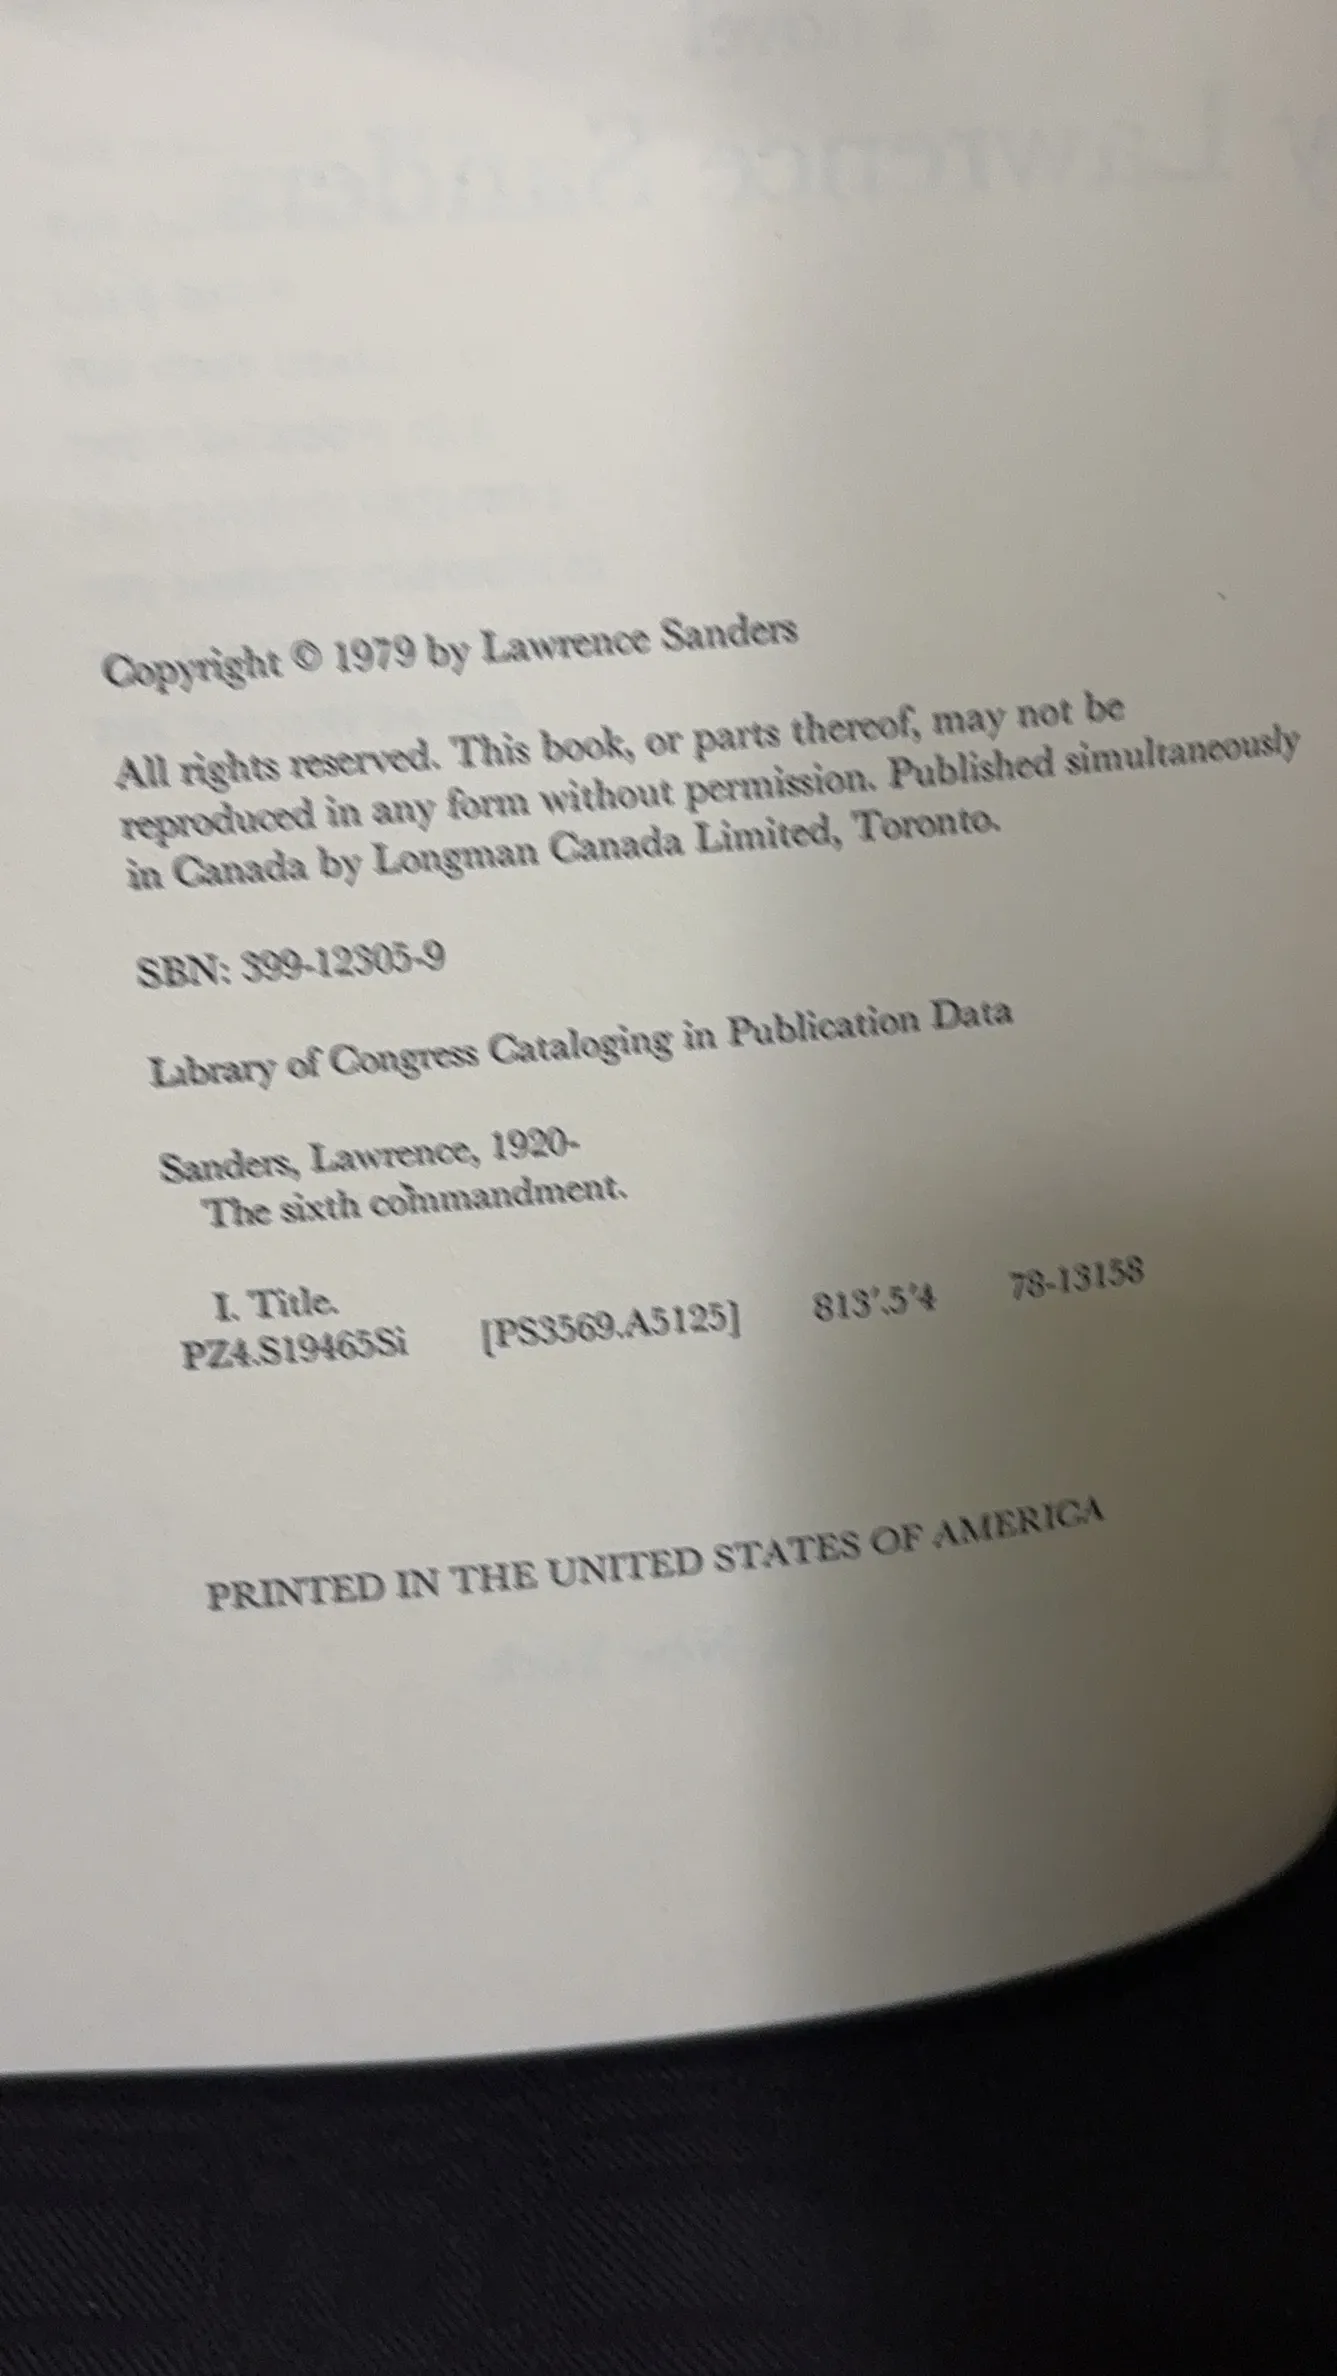 Copyright © 1979 by Lawrence Sanders
All rights reserved. This book, or parts thereof, may not be
reproduced in any form without permission. Published simultaneously
in Canada by Longman Canada Limited, Toronto.
SBN: 399-12305-9
Library of Congress Cataloging in Publication Data
Sanders, Lawrence, 1920-
The sixth commandment.
I. Title.
PZ4.S19465Si [PS3569.A5125] 813'.5'4 78-13158
PRINTED IN THE UNITED STATES OF AMERICA